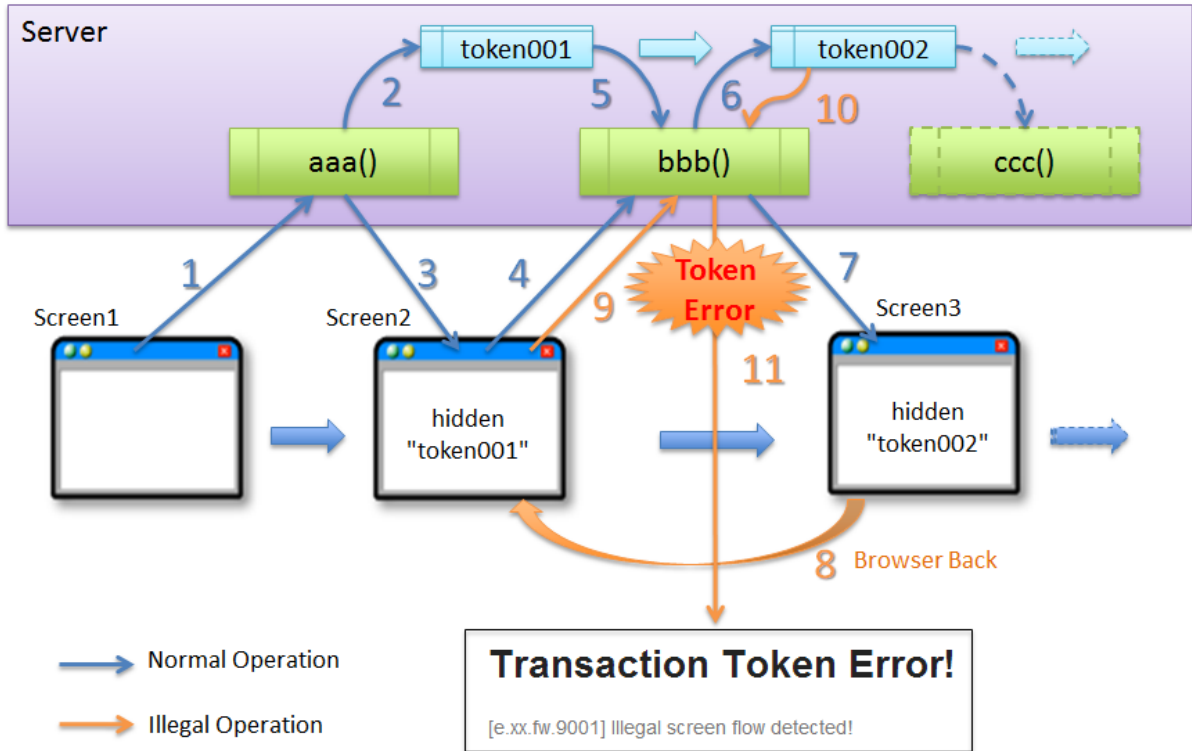 Server
token001
token002
2
5
6
10
aaa()
bbb()
ccc()
1
3
4
9
Token
Error
7
Screen1
Screen2
Screen3
11
hidden
"token001"
hidden
"token002"
8
Browser Back
Normal Operation
Illegal Operation
Transaction Token Error!
[e.xx.fw.9001] Illegal screen flow detected!